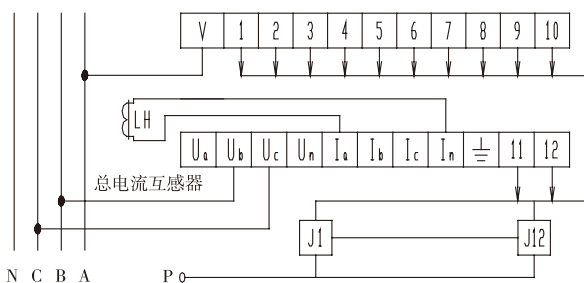 V 1 2 3 4 5 6 7 8 9 10
LH
Ua Ub Uc Un Ia Ib Ic In 11 12
总电流互感器
J1 J12
N C B A P